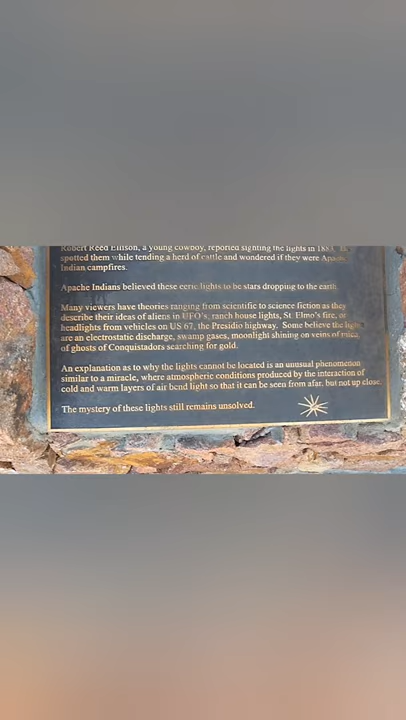 Robert Reed Ellison, a young cowboy, reported sighting the lights in 1883. He
spotted them while tending a herd of cattle and wondered if they were Apache
Indian campfires.
Apache Indians believed these eerie lights to be stars dropping to the earth.
Many viewers have theories ranging from scientific to science fiction as they
describe their ideas of aliens in UFO's, ranch house lights, St. Elmo's fire, or
headlights from vehicles on US 67, the Presidio highway. Some believe the lights
are an electrostatic discharge, swamp gases, moonlight shining on veins of mica,
of ghosts of Conquistadors searching for gold.
An explanation as to why the lights cannot be located is an unusual phenomenon
similar to a miracle, where atmospheric conditions produced by the interaction of
cold and warm layers of air bend light so that it can be seen from afar, but not up close.
The mystery of these lights still remains unsolved.